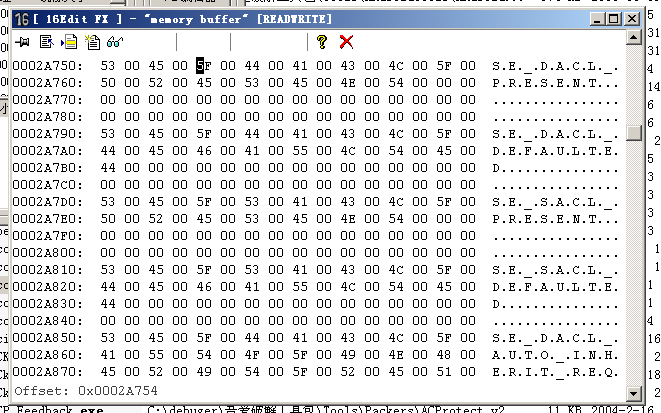 16 [ 16Edit FX ] - "memory buffer" [READWRITE]
0002A750: 53 00 45 00 5F 00 44 00 41 00 43 00 4C 00 5F 00 S.E._.D.A.C.L._.
0002A760: 50 00 52 00 45 00 53 00 45 00 4E 00 54 00 00 00 P.R.E.S.E.N.T...
0002A770: 00 00 00 00 00 00 00 00 00 00 00 00 00 00 00 00 ................
0002A780: 00 00 00 00 00 00 00 00 00 00 00 00 00 00 00 00 ................
0002A790: 53 00 45 00 5F 00 44 00 41 00 43 00 4C 00 5F 00 S.E._.D.A.C.L._.
0002A7A0: 44 00 45 00 46 00 41 00 55 00 4C 00 54 00 45 00 D.E.F.A.U.L.T.E.
0002A7B0: 44 00 00 00 00 00 00 00 00 00 00 00 00 00 00 00 D...............
0002A7C0: 00 00 00 00 00 00 00 00 00 00 00 00 00 00 00 00 ................
0002A7D0: 53 00 45 00 5F 00 53 00 41 00 43 00 4C 00 5F 00 S.E._.S.A.C.L._.
0002A7E0: 50 00 52 00 45 00 53 00 45 00 4E 00 54 00 00 00 P.R.E.S.E.N.T...
0002A7F0: 00 00 00 00 00 00 00 00 00 00 00 00 00 00 00 00 ................
0002A800: 00 00 00 00 00 00 00 00 00 00 00 00 00 00 00 00 ................
0002A810: 53 00 45 00 5F 00 53 00 41 00 43 00 4C 00 5F 00 S.E._.S.A.C.L._.
0002A820: 44 00 45 00 46 00 41 00 55 00 4C 00 54 00 45 00 D.E.F.A.U.L.T.E.
0002A830: 44 00 00 00 00 00 00 00 00 00 00 00 00 00 00 00 D...............
0002A840: 00 00 00 00 00 00 00 00 00 00 00 00 00 00 00 00 ................
0002A850: 53 00 45 00 5F 00 44 00 41 00 43 00 4C 00 5F 00 S.E._.D.A.C.L._.
0002A860: 41 00 55 00 54 00 4F 00 5F 00 49 00 4E 00 48 00 A.U.T.O._.I.N.H.
0002A870: 45 00 52 00 49 00 54 00 5F 00 52 00 45 00 51 00 E.R.I.T._.R.E.Q.
Offset: 0x0002A754
CP Feedback.exe C:\debuger\吾爱破解工具包\Tools\Packers\ACProtect v2 11 KB 2004-2-16